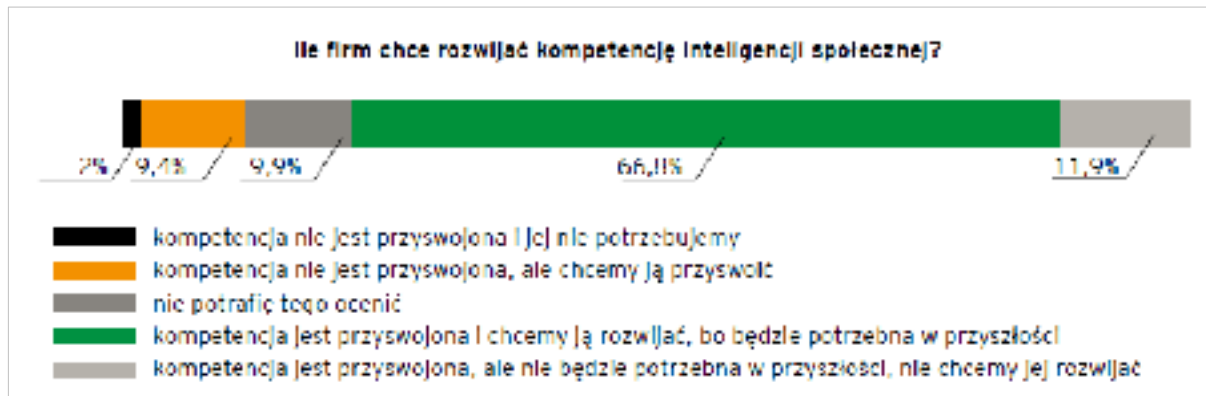 Ile firm chce rozwijać kompetencję inteligencji społecznej?
2% 9,4% 9,9% 66,8% 11,9%
kompetencja nie jest przyswojona i jej nie potrzebujemy
kompetencja nie jest przyswojona, ale chcemy ją przyswoić
nie potrafię tego ocenić
kompetencja jest przyswojona i chcemy ją rozwijać, bo będzie potrzebna w przyszłości
kompetencja jest przyswojona, ale nie będzie potrzebna w przyszłości, nie chcemy jej rozwijać